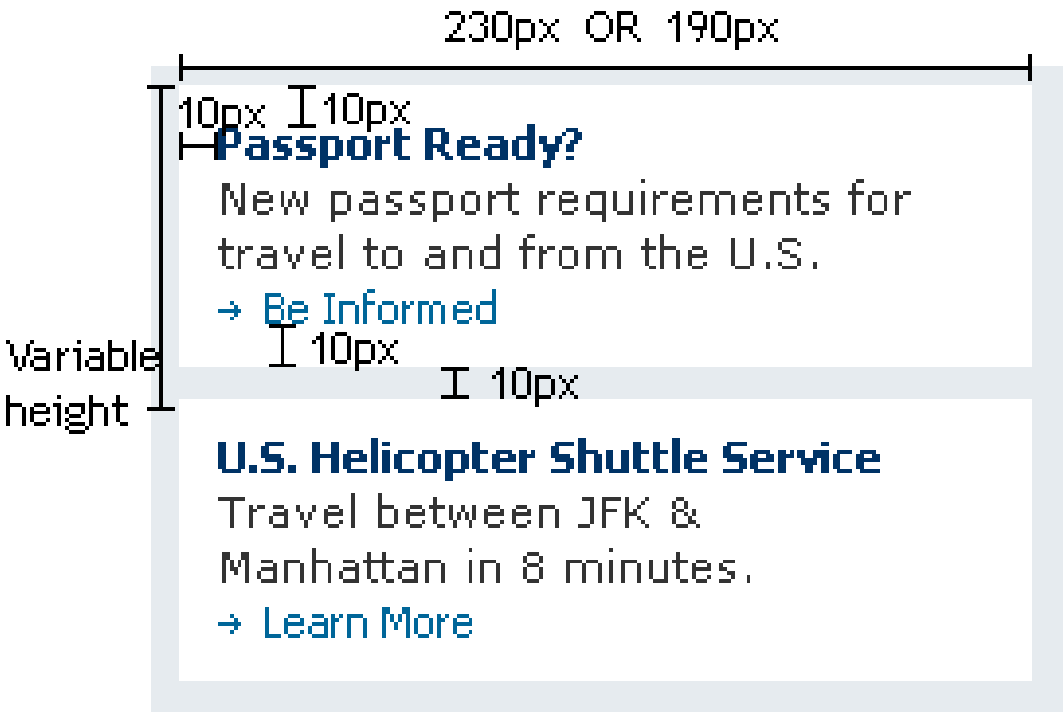 230px OR 190px
10px 10px
Passport Ready?
New passport requirements for
travel to and from the U.S.
→ Be Informed
10px
Variable
height
10px
U.S. Helicopter Shuttle Service
Travel between JFK &
Manhattan in 8 minutes.
→ Learn More